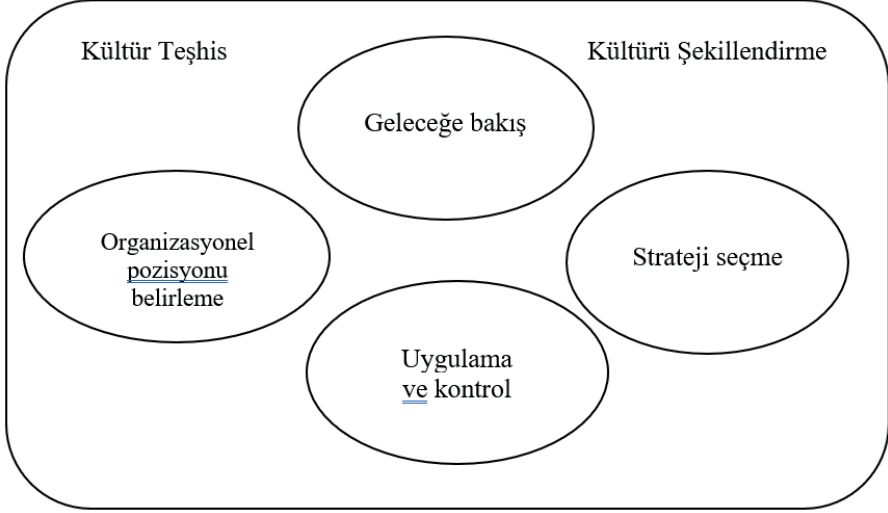 Kültür Teşhis
Kültürü Şekillendirme
Geleceğe bakış
Organizasyonel
pozisyonu
belirleme
Strateji seçme
Uygulama
ve kontrol